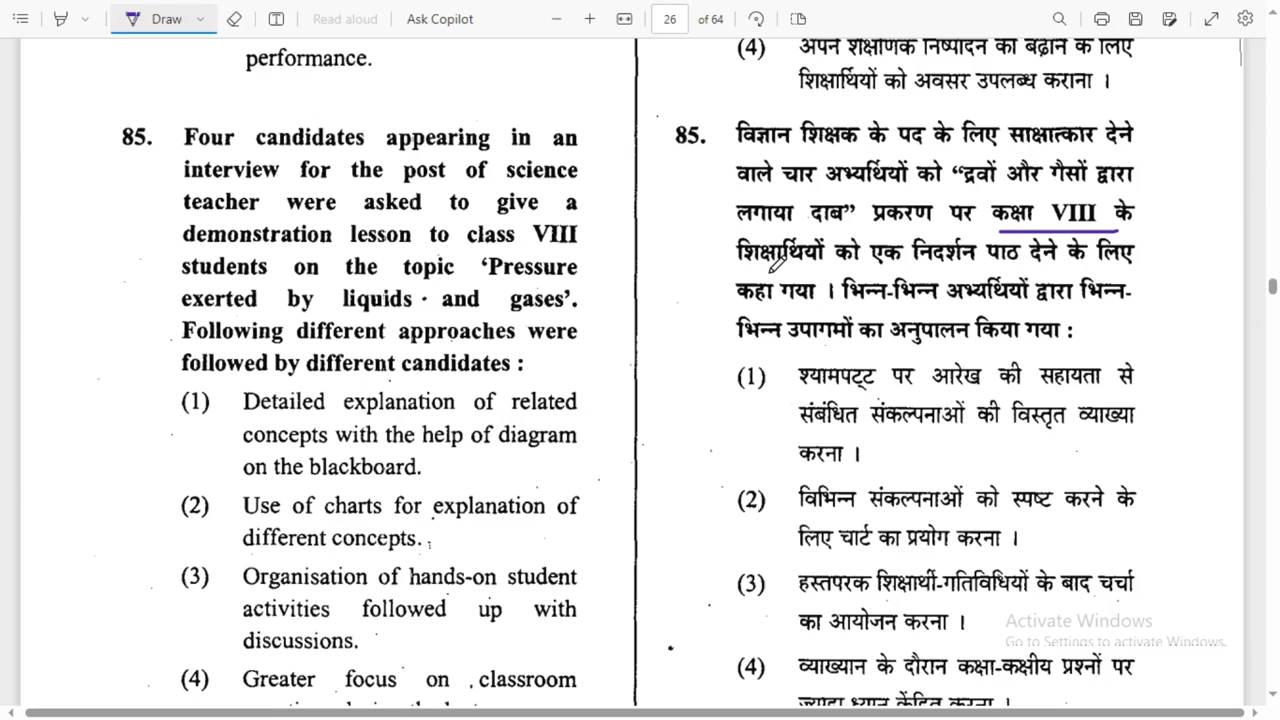 Draw
Read aloud
Ask Copilot
26
of 64
performance.
85. Four candidates appearing in an
interview for the post of science
teacher were asked to give a
demonstration lesson to class VIII
students on the topic ‘Pressure
exerted by liquids and gases’.
Following different approaches were
followed by different candidates :
(1) Detailed explanation of related
concepts with the help of diagram
on the blackboard.
(2) Use of charts for explanation of
different concepts.
(3) Organisation of hands-on student
activities followed up with
discussions.
(4) Greater focus on classroom
(4) अपने शैक्षणिक निष्पादन को बढ़ाने के लिए
शिक्षार्थियों को अवसर उपलब्ध कराना ।
85. विज्ञान शिक्षक के पद के लिए साक्षात्कार देने
वाले चार अभ्यर्थियों को “द्रवों और गैसों द्वारा
लगाया दाब” प्रकरण पर कक्षा VIII के
शिक्षार्थियों को एक निदर्शन पाठ देने के लिए
कहा गया । भिन्न-भिन्न अभ्यर्थियों द्वारा भिन्न-
भिन्न उपागमों का अनुपालन किया गया :
(1) श्यामपट्ट पर आरेख की सहायता से
संबंधित संकल्पनाओं की विस्तृत व्याख्या
करना ।
(2) विभिन्न संकल्पनाओं को स्पष्ट करने के
लिए चार्ट का प्रयोग करना ।
(3) हस्तपरक शिक्षार्थी-गतिविधियों के बाद चर्चा
का आयोजन करना ।
(4) व्याख्यान के दौरान कक्षा-कक्षीय प्रश्नों पर
ज़्यादा ध्यान केंद्रित करना ।
Activate Windows
Go to Settings to activate Windows.